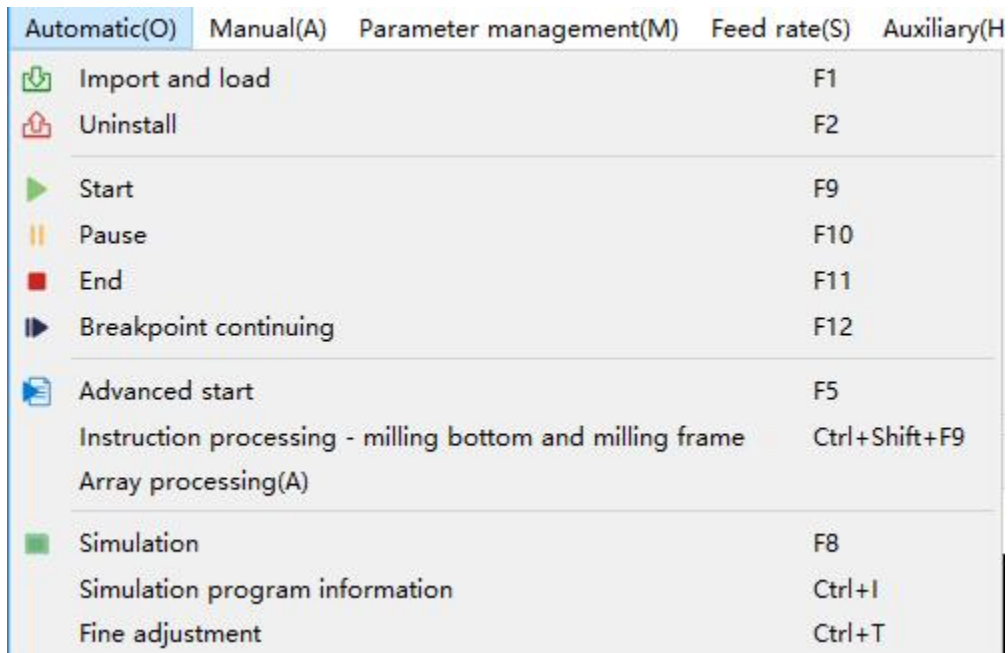 Automatic(O) Manual(A) Parameter management(M) Feed rate(S) Auxiliary(H
Import and load F1
Uninstall F2
Start F9
Pause F10
End F11
Breakpoint continuing F12
Advanced start F5
Instruction processing - milling bottom and milling frame Ctrl+Shift+F9
Array processing(A)
Simulation F8
Simulation program information Ctrl+I
Fine adjustment Ctrl+T